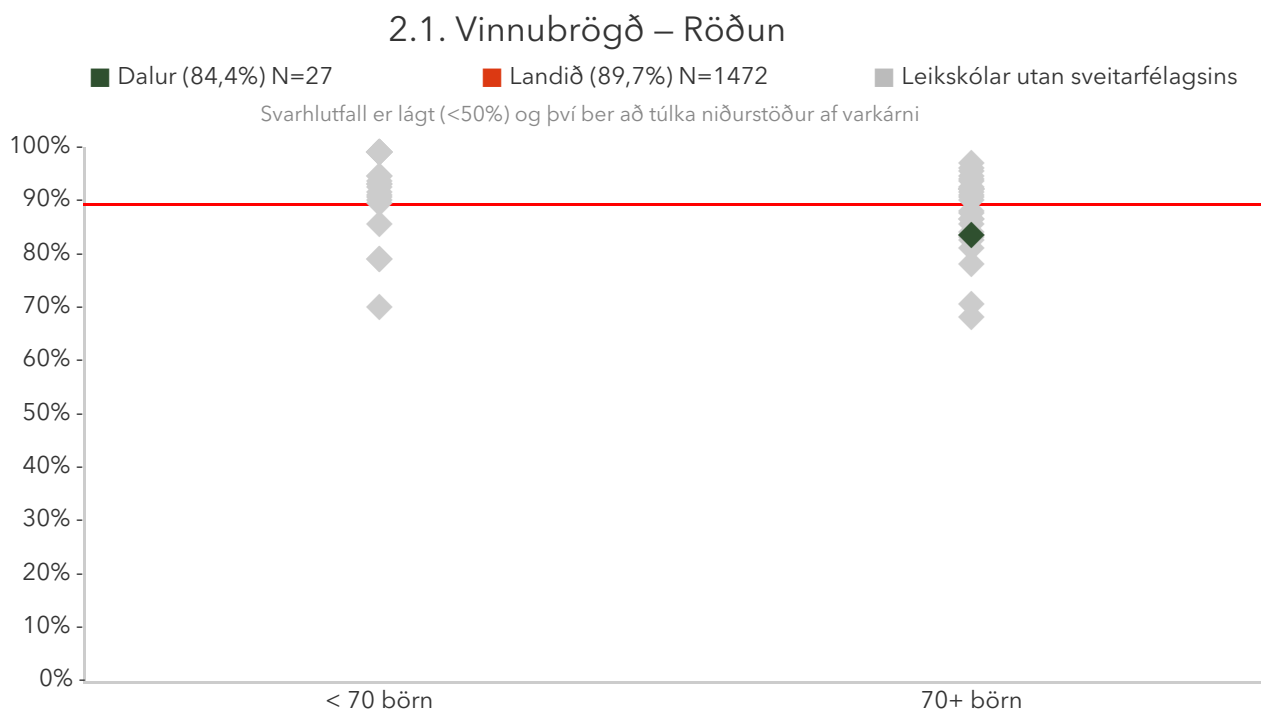 2.1. Vinnubrögð – Röðun
Dalur (84,4%) N=27 Landið (89,7%) N=1472 Leikskólar utan sveitarfélagsins
Svarhlutfall er lágt (<50%) og því ber að túlka niðurstöður af varkárni
100%
90%
80%
70%
60%
50%
40%
30%
20%
10%
0%
< 70 börn 70+ börn